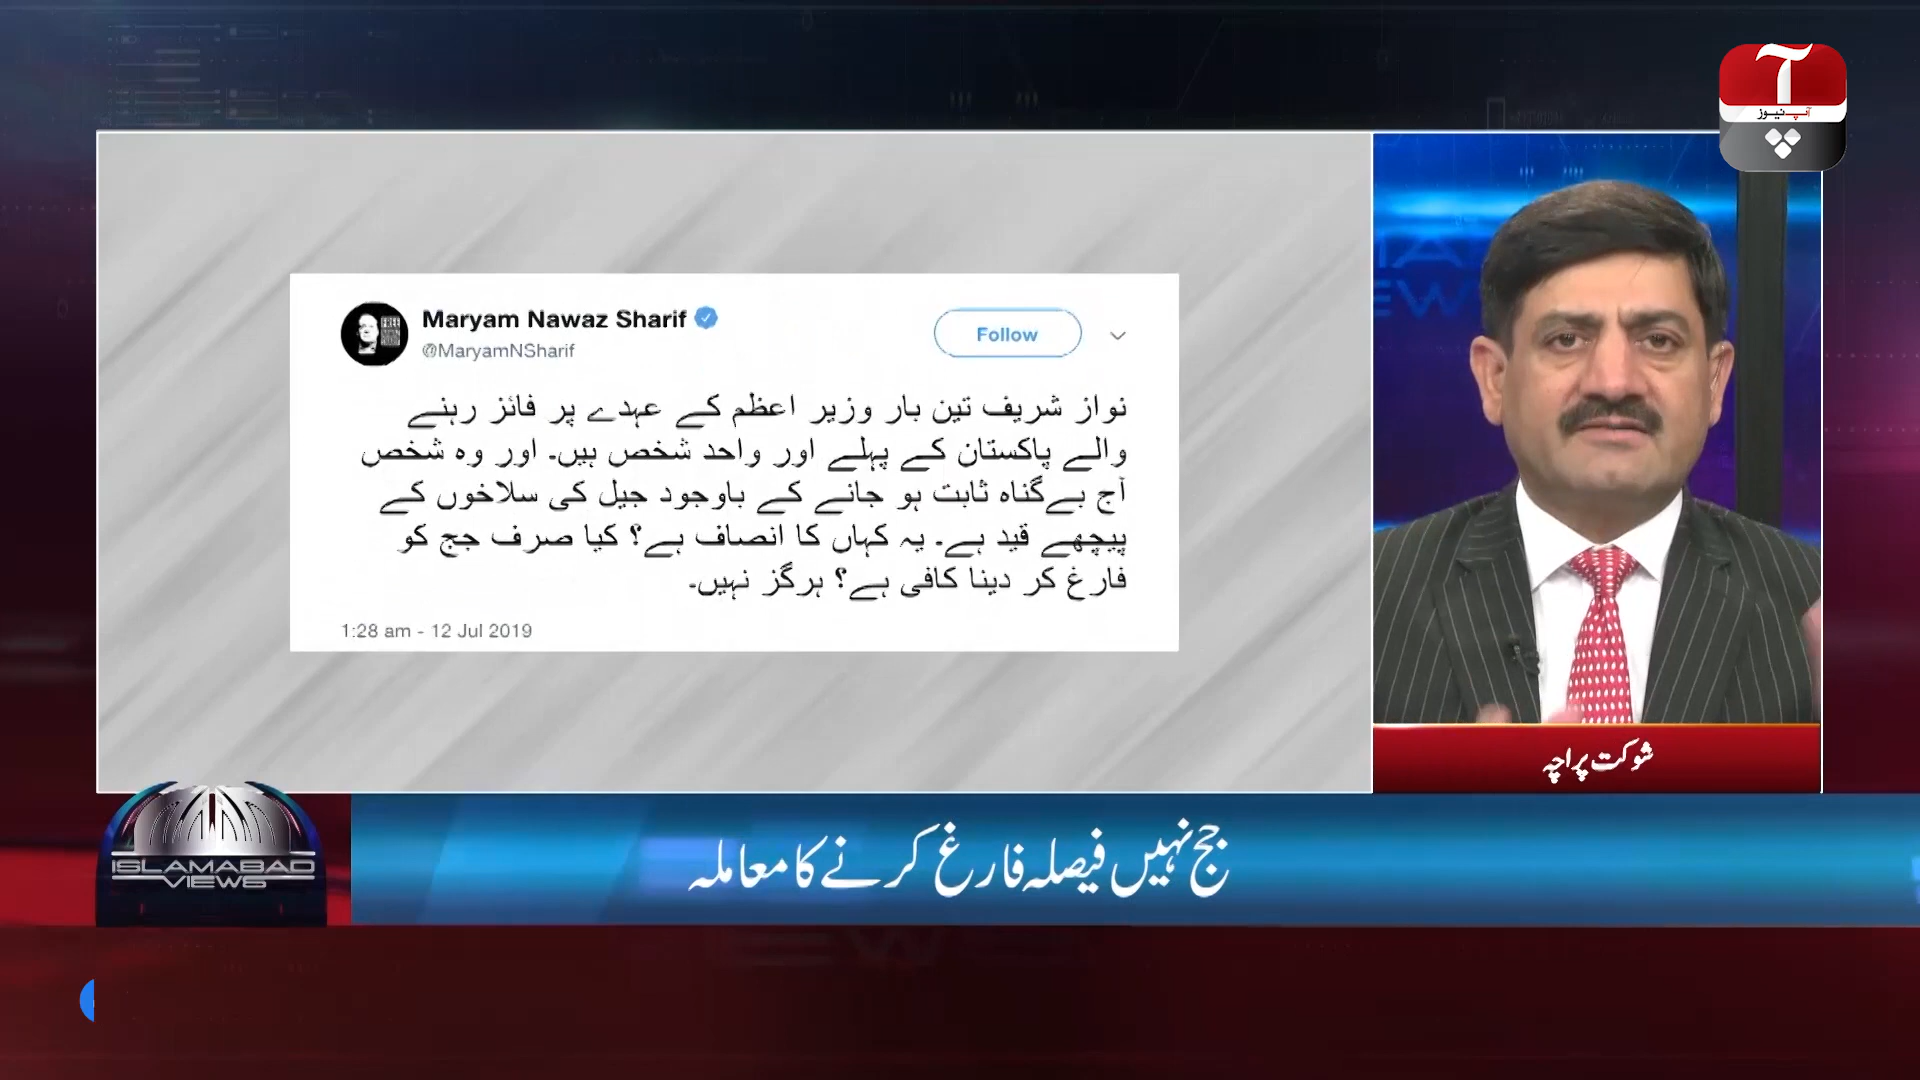 آپ نیوز
Maryam Nawaz Sharif
@MaryamNSharif
Follow
نواز شریف تین بار وزیر اعظم کے عہدے پر فائز رہنے
والے پاکستان کے پہلے اور واحد شخص ہیں۔ اور وہ شخص
آج بےگناہ ثابت ہو جانے کے باوجود جیل کی سلاخوں کے
پیچھے قید ہے۔ یہ کہاں کا انصاف ہے؟ کیا صرف جج کو
فارغ کر دینا کافی ہے؟ ہرگز نہیں۔
1:28 am - 12 Jul 2019
شوکت پراچہ
ISLAMABAD
VIEWS
جج نہیں فیصلہ فارغ کرنے کا معاملہ